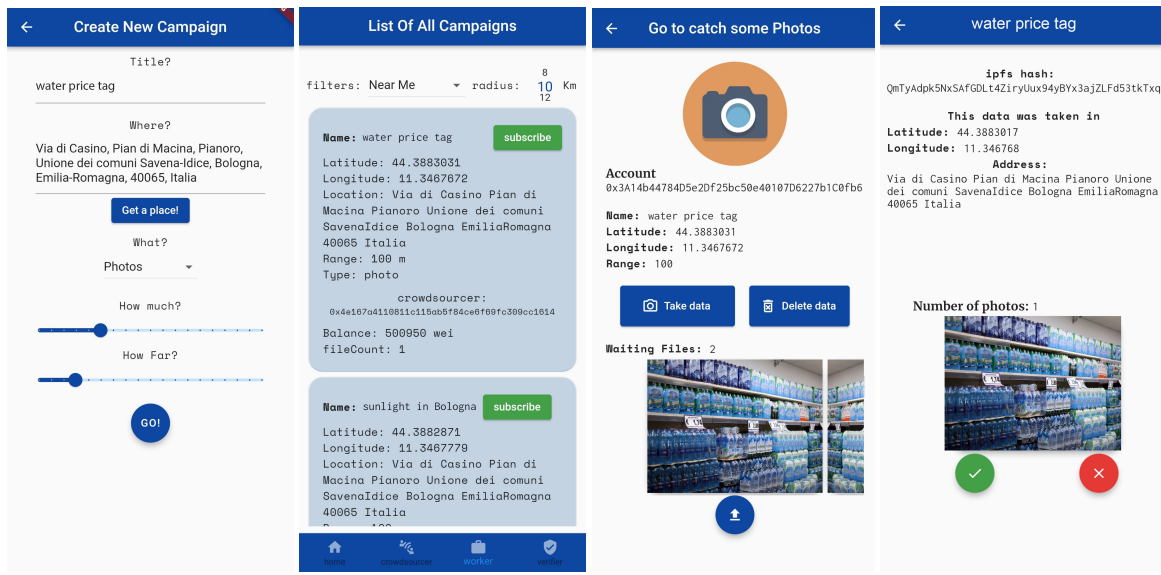 Create New Campaign
Title?
water price tag
Where?
Via di Casino, Pian di Macina, Pianoro,
Unione dei comuni Savena-Idice, Bologna,
Emilia-Romagna, 40065, Italia
Get a place!
What?
Photos
How much?
How Far?
GO!
List Of All Campaigns
8
filters: Near Me radius: 10 Km
12
Name: water price tag subscribe
Latitude: 44.3883031
Longitude: 11.3467672
Location: Via di Casino Pian di
Macina Pianoro Unione dei comuni
SavenaIdice Bologna EmiliaRomagna
40065 Italia
Range: 100 m
Type: photo
crowdsourcer:
0x4e167a4110811c115ab5f84ce6f69fc309cc1614
Balance: 500950 wei
fileCount: 1
Name: sunlight in Bologna subscribe
Latitude: 44.3882871
Longitude: 11.3467779
Location: Via di Casino Pian di
Macina Pianoro Unione dei comuni
SavenaIdice Bologna EmiliaRomagna
40065 Italia
home crowdsourcer worker verifier
Go to catch some Photos
Account
0x3A14b44784D5e2Df25bc50e40107D6227b1C0fb6
Name: water price tag
Latitude: 44.3883031
Longitude: 11.3467672
Range: 100
Take data Delete data
Waiting Files: 2
water price tag
ipfs hash:
QmTyAdpk5NxSAfGDLt4ZiryUux94yBYx3ajZLFd53tkTxq
This data was taken in
Latitude: 44.3883017
Longitude: 11.346768
Address:
Via di Casino Pian di Macina Pianoro Unione
dei comuni SavenaIdice Bologna EmiliaRomagna
40065 Italia
Number of photos: 1